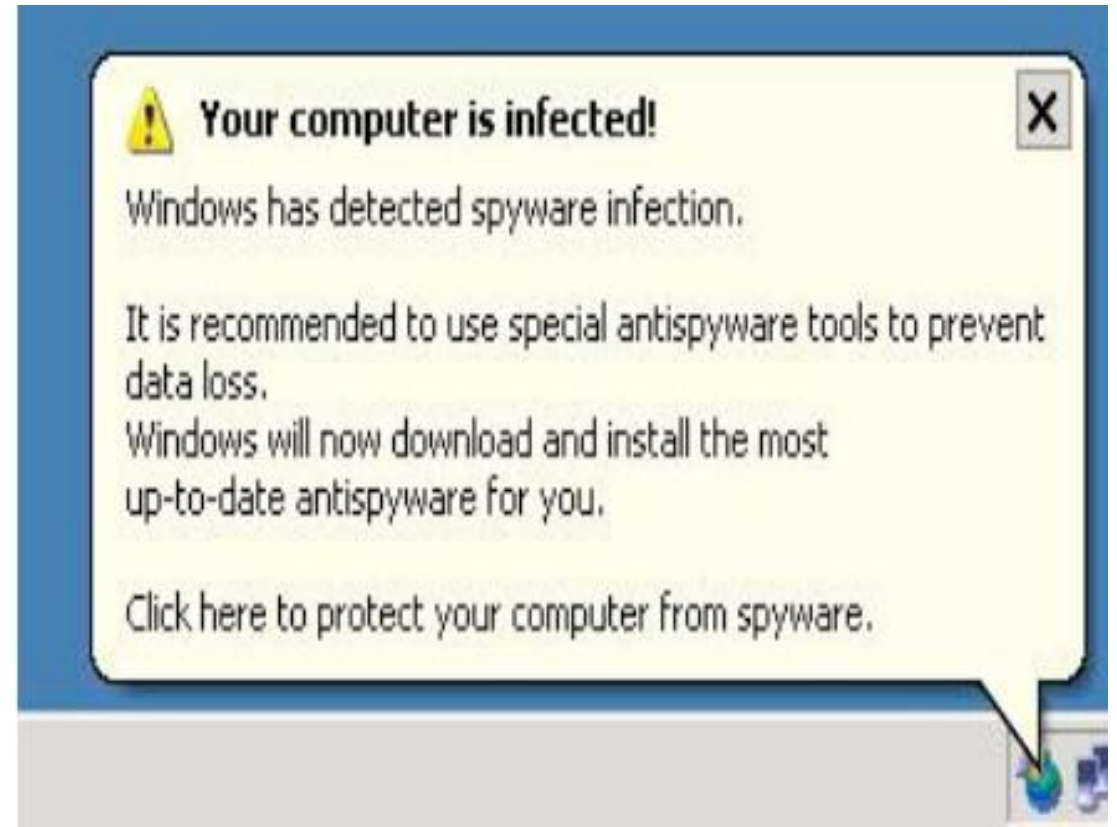 Your computer is infected!
Windows has detected spyware infection.
It is recommended to use special antispyware tools to prevent
data loss.
Windows will now download and install the most
up-to-date antispyware for you.
Click here to protect your computer from spyware.